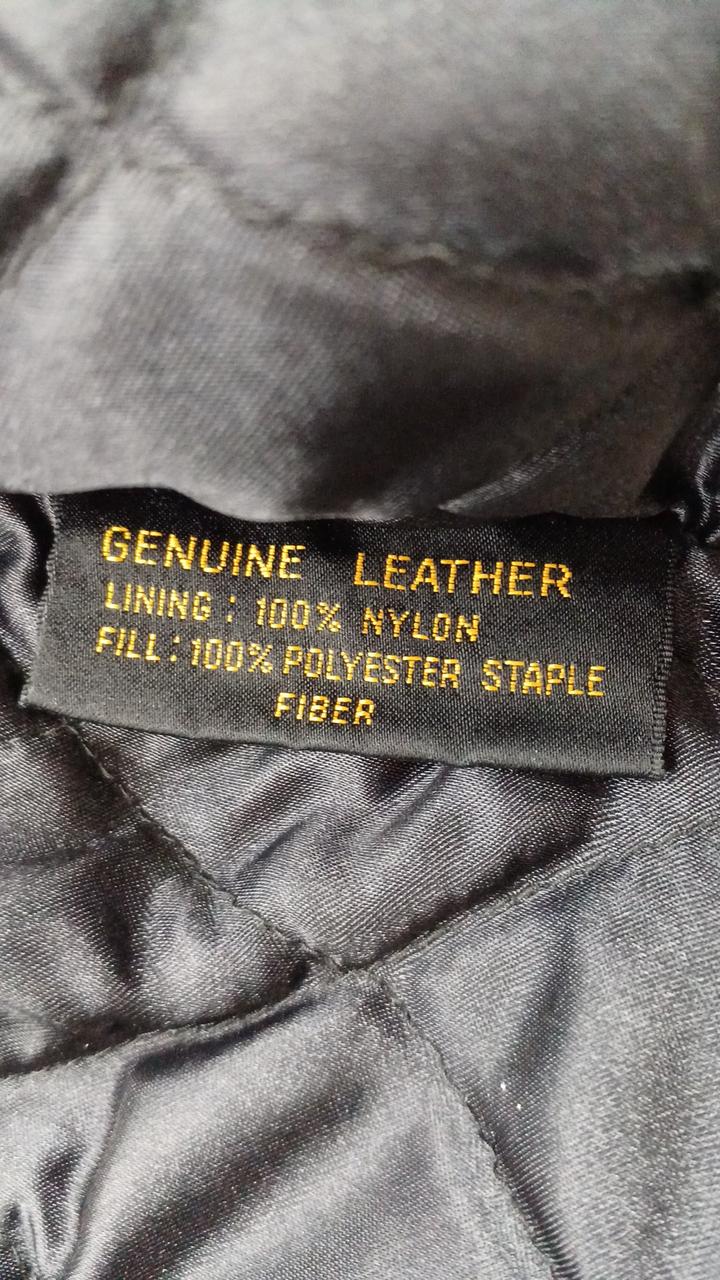 GENUINE LEATHER
LINING : 100% NYLON
FILL : 100% POLYESTER STAPLE
FIBER